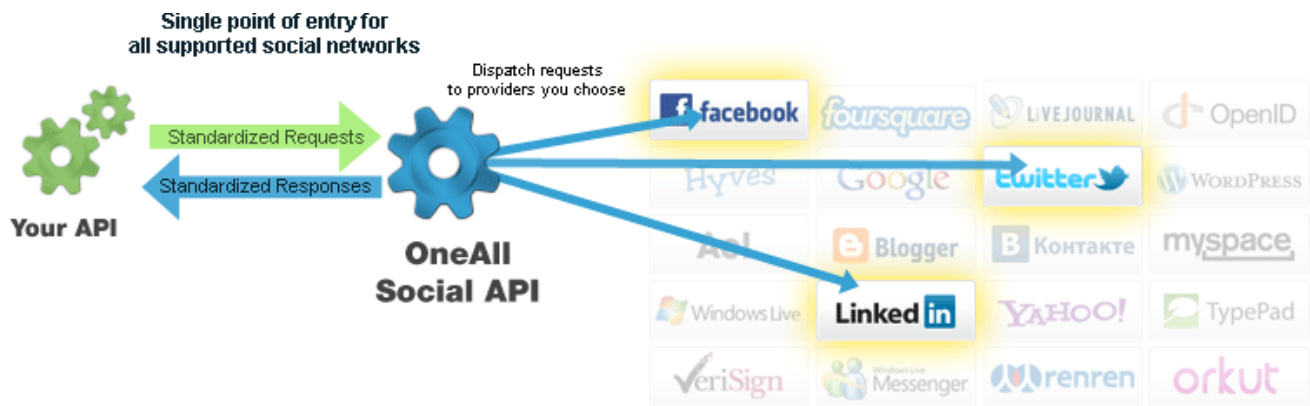 Single point of entry for
all supported social networks
Dispatch requests
to providers you choose
Standardized Requests
Standardized Responses
Your API
OneAll
Social API
facebook
foursquare
LIVEJOURNAL
OpenID
Hyves
Google
twitter
WORDPRESS
Aol
Blogger
В Контакте
myspace
Windows Live
Linked in
YAHOO!
TypePad
VeriSign
Windows Live
Messenger
renren
orkut